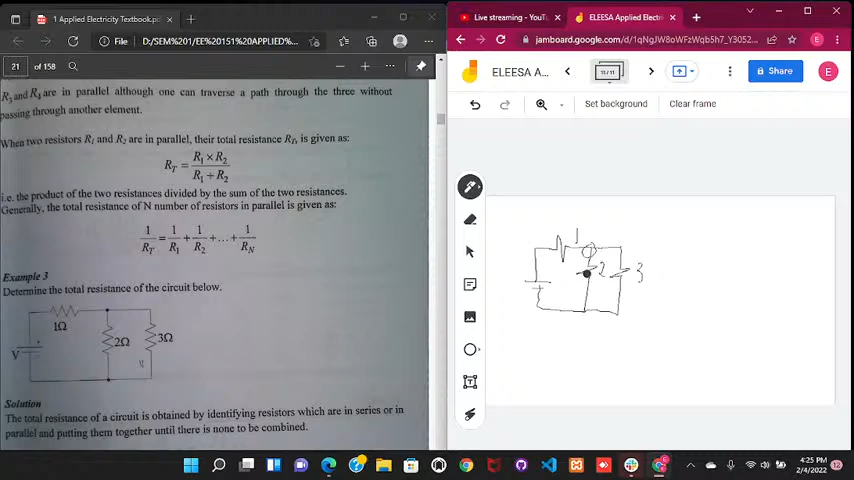 1 Applied Electricity Textbook.pd
File
D:/SEM%201/EE%20151%20APPLIED%...
21 of 158
R3 and R4 are in parallel although one can traverse a path through the three without
passing through another element.
When two resistors R1 and R2 are in parallel, their total resistance RT, is given as:
RT = R1 × R2 / R1 + R2
i.e. the product of the two resistances divided by the sum of the two resistances.
Generally, the total resistance of N number of resistors in parallel is given as:
1/RT = 1/R1 + 1/R2 + ... + 1/RN
Example 3
Determine the total resistance of the circuit below.
1Ω
2Ω
3Ω
V
Solution
The total resistance of a circuit is obtained by identifying resistors which are in series or in
parallel and putting them together until there is none to be combined.
Live streaming - YouT
ELEESA Applied Electri
jamboard.google.com/d/1qNgJW8oWFzWqb5h7_Y3052...
ELEESA A...
11/11
Share
E
Set background
Clear frame
1
2
3
4:25 PM
2/4/2022